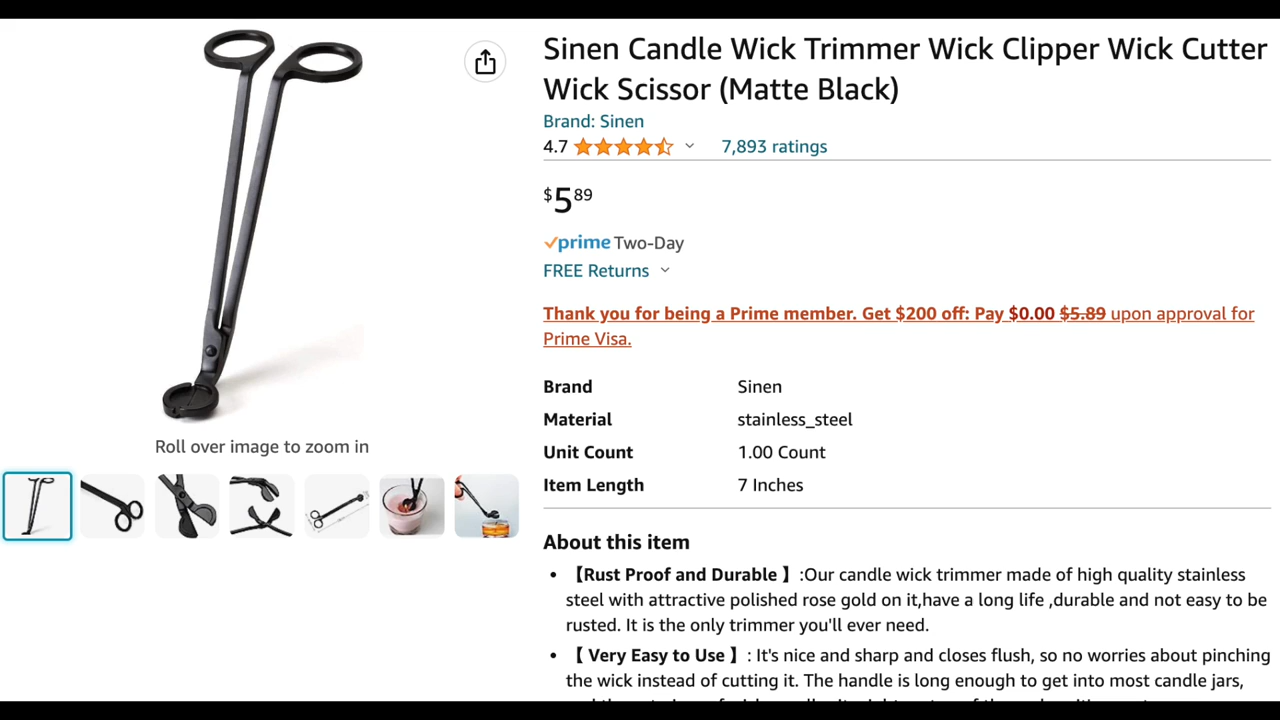 Sinen Candle Wick Trimmer Wick Clipper Wick Cutter
Wick Scissor (Matte Black)
Brand: Sinen
4.7
7,893 ratings
$5 89
prime Two-Day
FREE Returns
Thank you for being a Prime member. Get $200 off: Pay $0.00 $5.89 upon approval for
Prime Visa.
Brand Sinen
Material stainless_steel
Unit Count 1.00 Count
Item Length 7 Inches
Roll over image to zoom in
About this item
• 【Rust Proof and Durable 】:Our candle wick trimmer made of high quality stainless
steel with attractive polished rose gold on it,have a long life ,durable and not easy to be
rusted. It is the only trimmer you'll ever need.
• 【 Very Easy to Use 】: It's nice and sharp and closes flush, so no worries about pinching
the wick instead of cutting it. The handle is long enough to get into most candle jars,